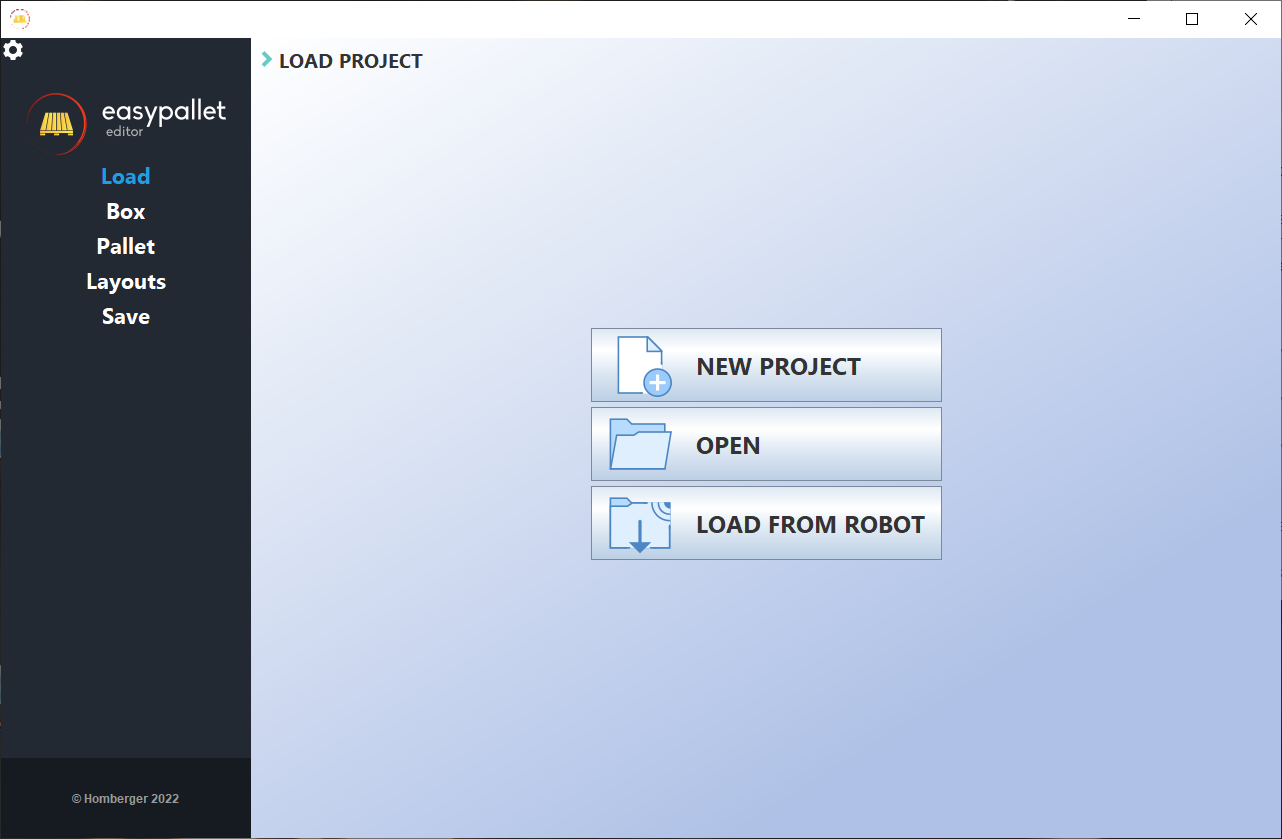 LOAD PROJECT
easypallet
editor
Load
Box
Pallet
Layouts
Save
NEW PROJECT
OPEN
LOAD FROM ROBOT
© Homberger 2022